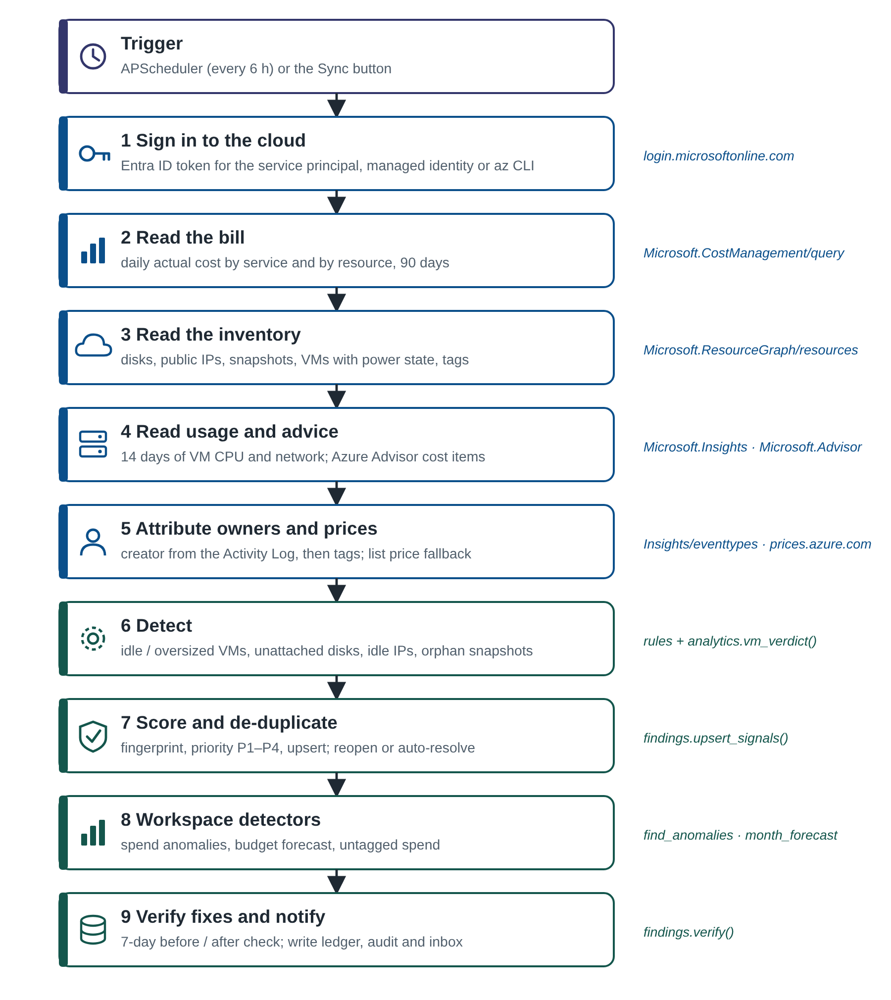 Trigger
APScheduler (every 6 h) or the Sync button
1 Sign in to the cloud
Entra ID token for the service principal, managed identity or az CLI
login.microsoftonline.com
2 Read the bill
daily actual cost by service and by resource, 90 days
Microsoft.CostManagement/query
3 Read the inventory
disks, public IPs, snapshots, VMs with power state, tags
Microsoft.ResourceGraph/resources
4 Read usage and advice
14 days of VM CPU and network; Azure Advisor cost items
Microsoft.Insights · Microsoft.Advisor
5 Attribute owners and prices
creator from the Activity Log, then tags; list price fallback
Insights/eventtypes · prices.azure.com
6 Detect
idle / oversized VMs, unattached disks, idle IPs, orphan snapshots
rules + analytics.vm_verdict()
7 Score and de-duplicate
fingerprint, priority P1–P4, upsert; reopen or auto-resolve
findings.upsert_signals()
8 Workspace detectors
spend anomalies, budget forecast, untagged spend
find_anomalies · month_forecast
9 Verify fixes and notify
7-day before / after check; write ledger, audit and inbox
findings.verify()